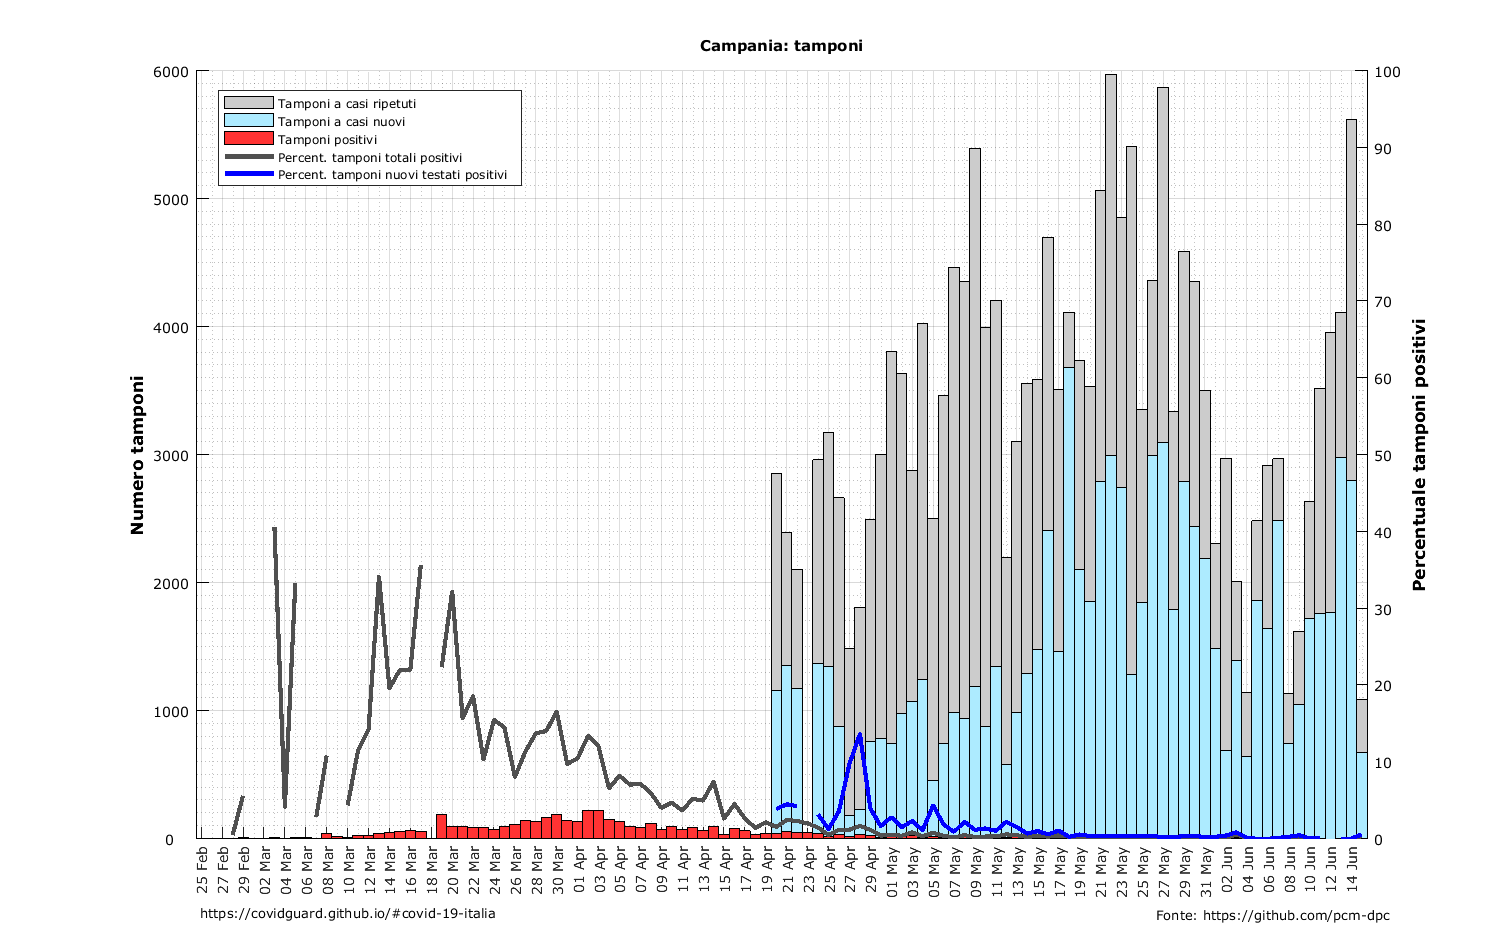 Campania: tamponi
6000
5000
4000
3000
2000
1000
0
Numero tamponi
Tamponi a casi ripetuti
Tamponi a casi nuovi
Tamponi positivi
Percent. tamponi totali positivi
Percent. tamponi nuovi testati positivi
100
90
80
70
60
50
40
30
20
10
0
Percentuale tamponi positivi
25 Feb
27 Feb
29 Feb
02 Mar
04 Mar
06 Mar
08 Mar
10 Mar
12 Mar
14 Mar
16 Mar
18 Mar
20 Mar
22 Mar
24 Mar
26 Mar
28 Mar
30 Mar
01 Apr
03 Apr
05 Apr
07 Apr
09 Apr
11 Apr
13 Apr
15 Apr
17 Apr
19 Apr
21 Apr
23 Apr
25 Apr
27 Apr
29 Apr
01 May
03 May
05 May
07 May
09 May
11 May
13 May
15 May
17 May
19 May
21 May
23 May
25 May
27 May
29 May
31 May
02 Jun
04 Jun
06 Jun
08 Jun
10 Jun
12 Jun
14 Jun
https://covidguard.github.io/#covid-19-italia
Fonte: https://github.com/pcm-dpc